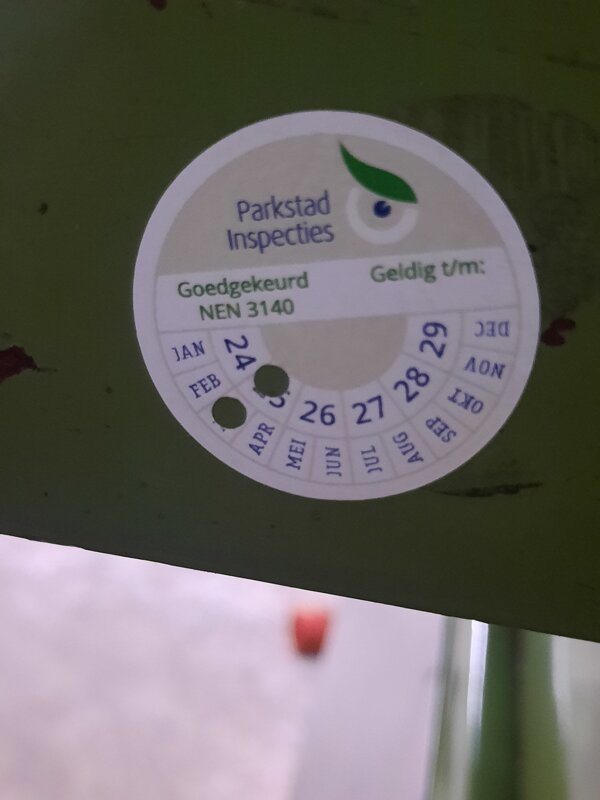 Parkstad
Inspecties
Goedgekeurd
NEN 3140
Geldig t/m:
24
26
27
28
29
JAN
FEB
APR
MEI
JUN
JUL
AUG
SEP
OKT
NOV
DEC